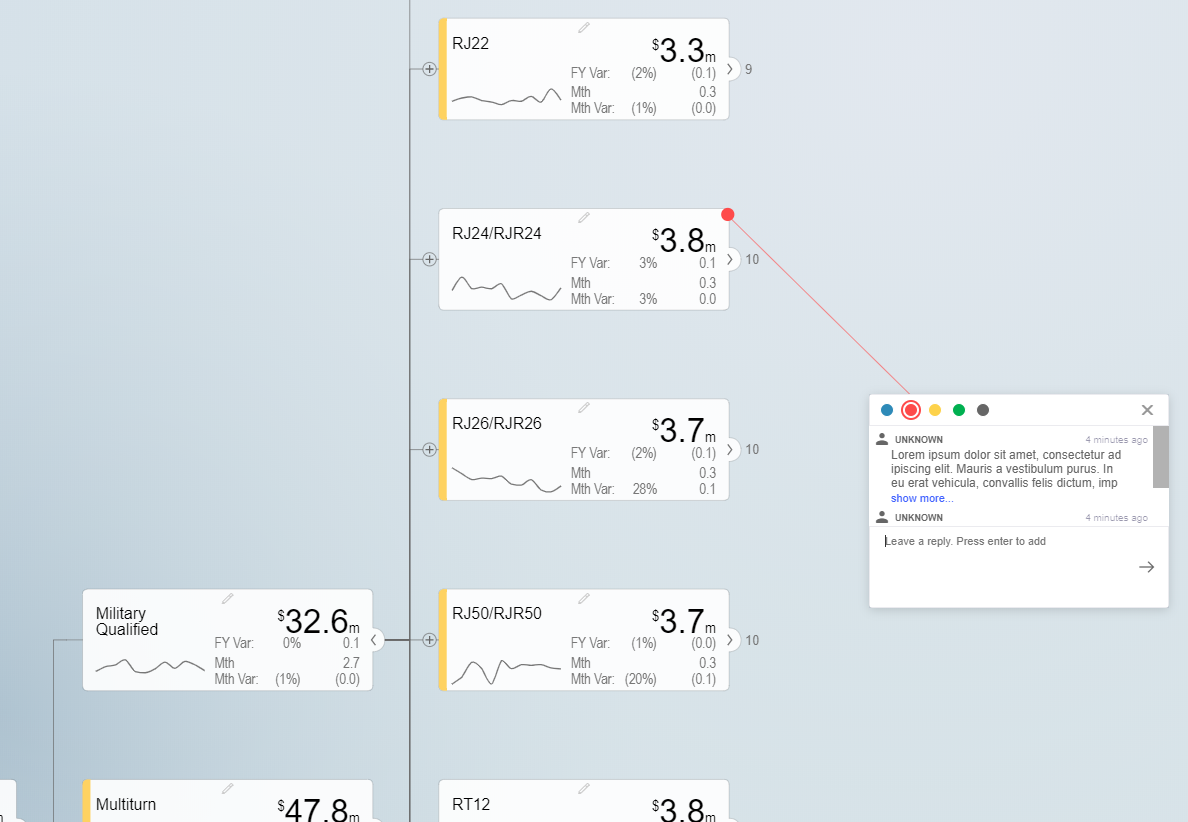 RJ22
$3.3m
FY Var: (2%) (0.1)
Mth 0.3
Mth Var: (1%) (0.0)
9
RJ24/RJR24
$3.8m
FY Var: 3% 0.1
Mth 0.3
Mth Var: 3% 0.0
10
RJ26/RJR26
$3.7m
FY Var: (2%) (0.1)
Mth 0.3
Mth Var: 28% 0.1
10
UNKNOWN 4 minutes ago
Lorem ipsum dolor sit amet, consectetur ad
ipiscing elit. Mauris a vestibulum purus. In
eu erat vehicula, convallis felis dictum, imp
show more...
UNKNOWN 4 minutes ago
Leave a reply. Press enter to add
Military
Qualified
$32.6m
FY Var: 0% 0.1
Mth 2.7
Mth Var: (1%) (0.0)
RJ50/RJR50
$3.7m
FY Var: (1%) (0.0)
Mth 0.3
Mth Var: (20%) (0.1)
10
Multiturn
$47.8m
RT12
$3.8m